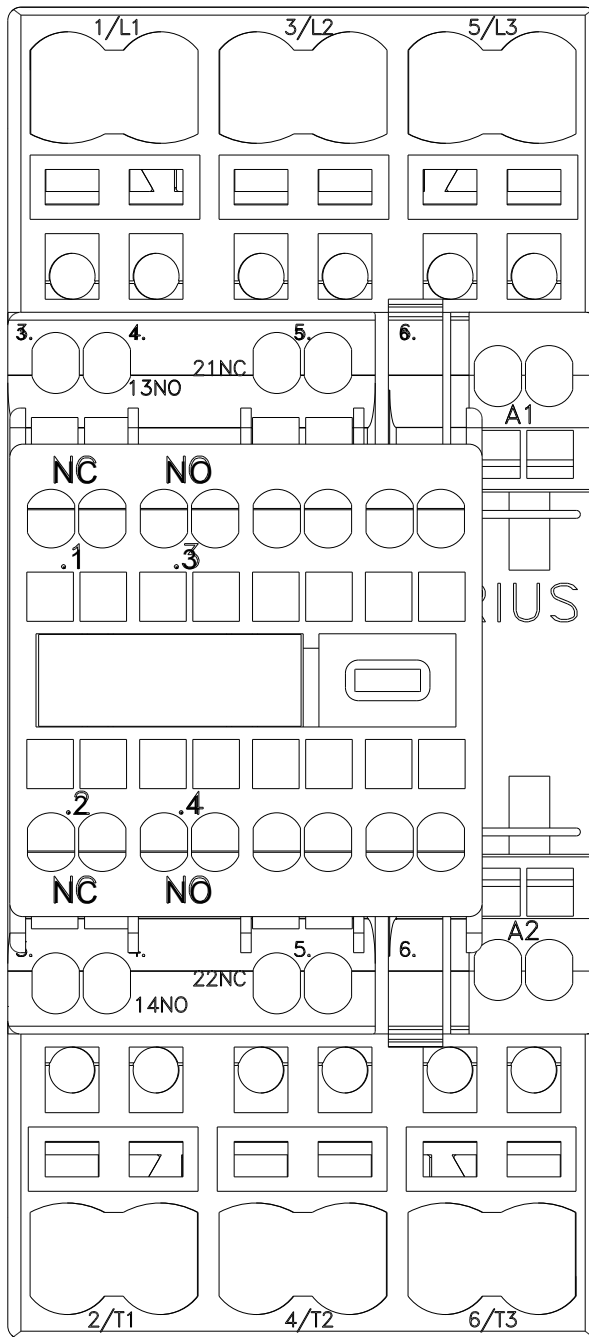 1/L1 3/L2 5/L3
3. 4. 5. 6.
21NC
13NO
A1
NC NO
.1 .3
RIUS
.2 .4
NC NO
A2
3. 4. 5. 6.
22NC
14NO
2/T1 4/T2 6/T3